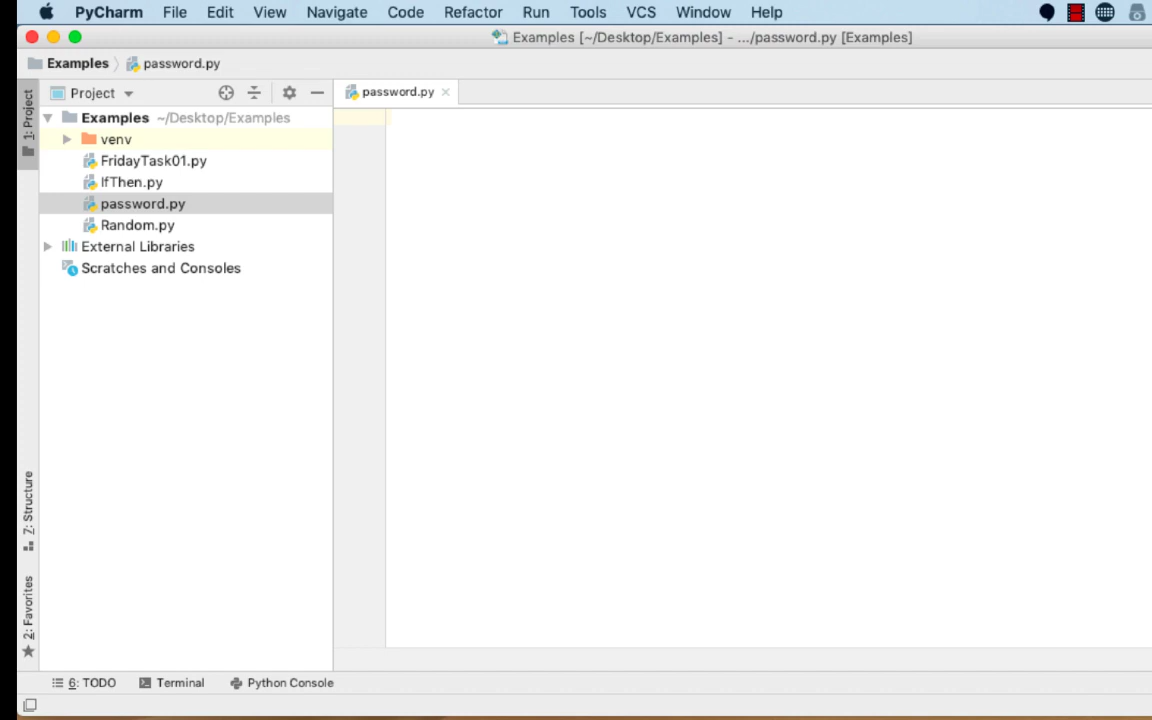 PyCharm File Edit View Navigate Code Refactor Run Tools VCS Window Help
Examples [~/Desktop/Examples] - .../password.py [Examples]
Examples password.py
1: Project
Project
password.py
Examples ~/Desktop/Examples
venv
FridayTask01.py
IfThen.py
password.py
Random.py
External Libraries
Scratches and Consoles
Z: Structure
2: Favorites
6: TODO Terminal Python Console